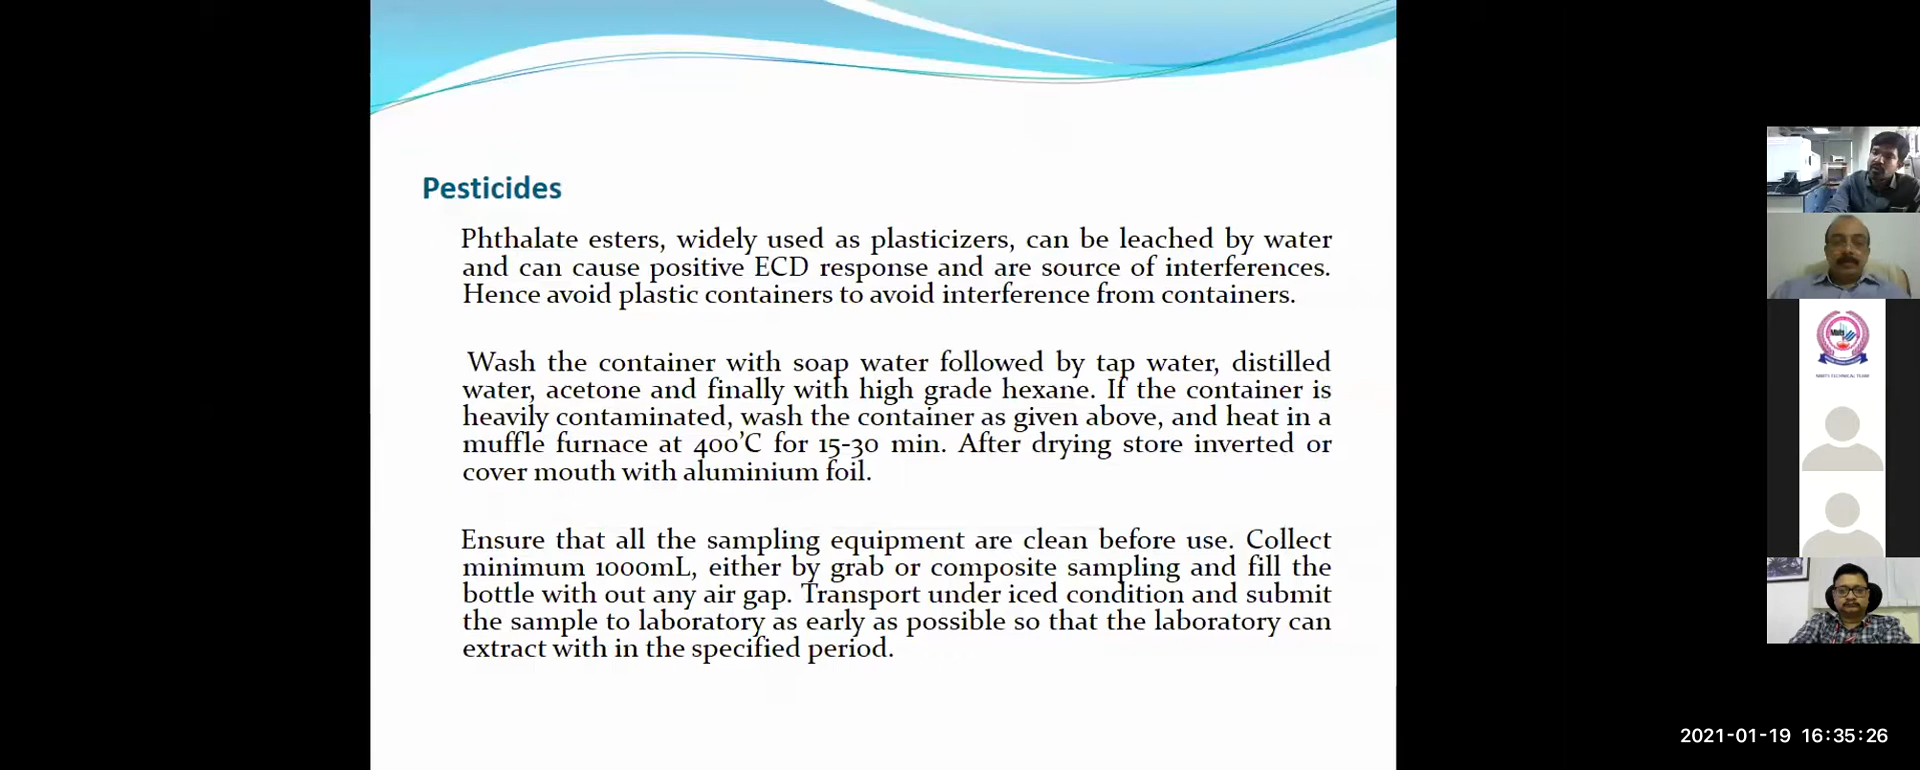 Pesticides
Phthalate esters, widely used as plasticizers, can be leached by water
and can cause positive ECD response and are source of interferences.
Hence avoid plastic containers to avoid interference from containers.
Wash the container with soap water followed by tap water, distilled
water, acetone and finally with high grade hexane. If the container is
heavily contaminated, wash the container as given above, and heat in a
muffle furnace at 400’C for 15-30 min. After drying store inverted or
cover mouth with aluminium foil.
Ensure that all the sampling equipment are clean before use. Collect
minimum 1000mL, either by grab or composite sampling and fill the
bottle with out any air gap. Transport under iced condition and submit
the sample to laboratory as early as possible so that the laboratory can
extract with in the specified period.
2021-01-19 16:35:26